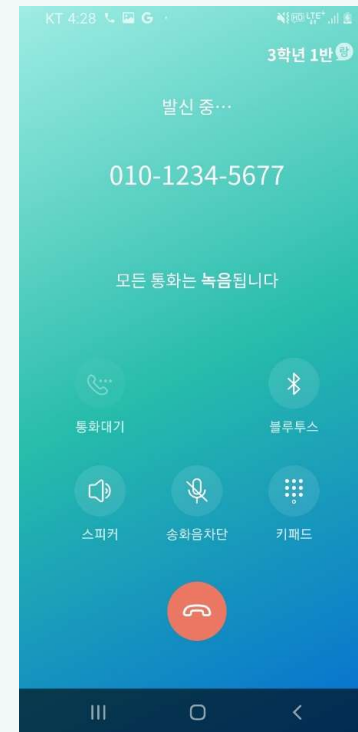 KT 4:28 G
3학년 1반 랑
발신 중…
010-1234-5677
모든 통화는 녹음됩니다
통화대기
블루투스
스피커
송화음차단
키패드